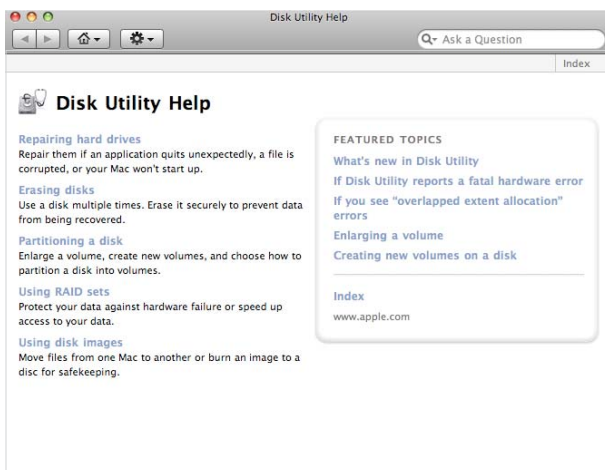 Disk Utility Help
Ask a Question
Index
Disk Utility Help
Repairing hard drives
Repair them if an application quits unexpectedly, a file is
corrupted, or your Mac won't start up.
Erasing disks
Use a disk multiple times. Erase it securely to prevent data
from being recovered.
Partitioning a disk
Enlarge a volume, create new volumes, and choose how to
partition a disk into volumes.
Using RAID sets
Protect your data against hardware failure or speed up
access to your data.
Using disk images
Move files from one Mac to another or burn an image to a
disc for safekeeping.
FEATURED TOPICS
What's new in Disk Utility
If Disk Utility reports a fatal hardware error
If you see "overlapped extent allocation"
errors
Enlarging a volume
Creating new volumes on a disk
Index
www.apple.com